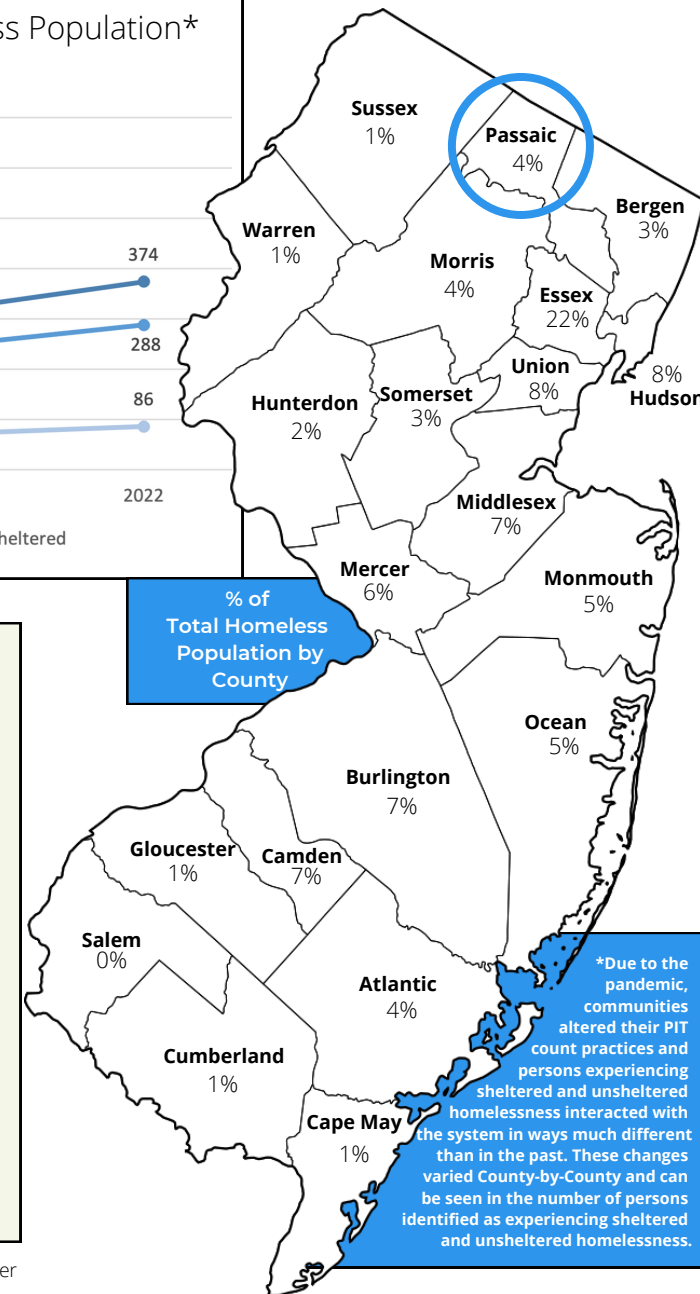 ss Population*
374
288
86
2022
heltered
Sussex
1%
Passaic
4%
Bergen
3%
Warren
1%
Morris
4%
Essex
22%
Union
8%
8%
Hudson
Hunterdon
2%
Somerset
3%
Middlesex
7%
Mercer
6%
Monmouth
5%
% of
Total Homeless
Population by
County
Ocean
5%
Burlington
7%
Gloucester
1%
Camden
7%
Salem
0%
Atlantic
4%
Cumberland
1%
Cape May
1%
*Due to the
pandemic,
communities
altered their PIT
count practices and
persons experiencing
sheltered and unsheltered
homelessness interacted with
the system in ways much different
than in the past. These changes
varied County-by-County and can
be seen in the number of persons
identified as experiencing sheltered
and unsheltered homelessness.
er